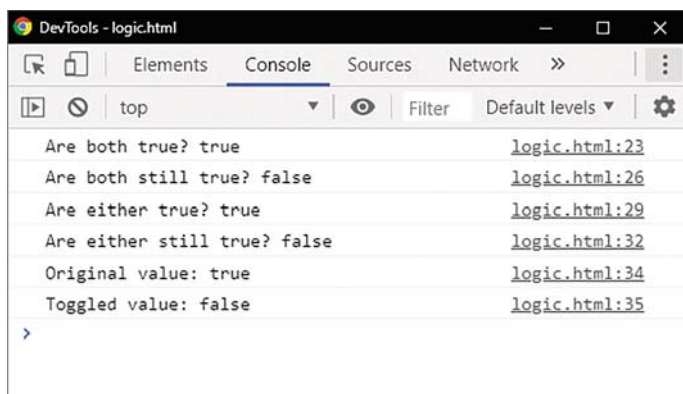 DevTools - logic.html
Elements Console Sources Network »
top Filter Default levels ▼
Are both true? true logic.html:23
Are both still true? false logic.html:26
Are either true? true logic.html:29
Are either still true? false logic.html:32
Original value: true logic.html:34
Toggled value: false logic.html:35
>